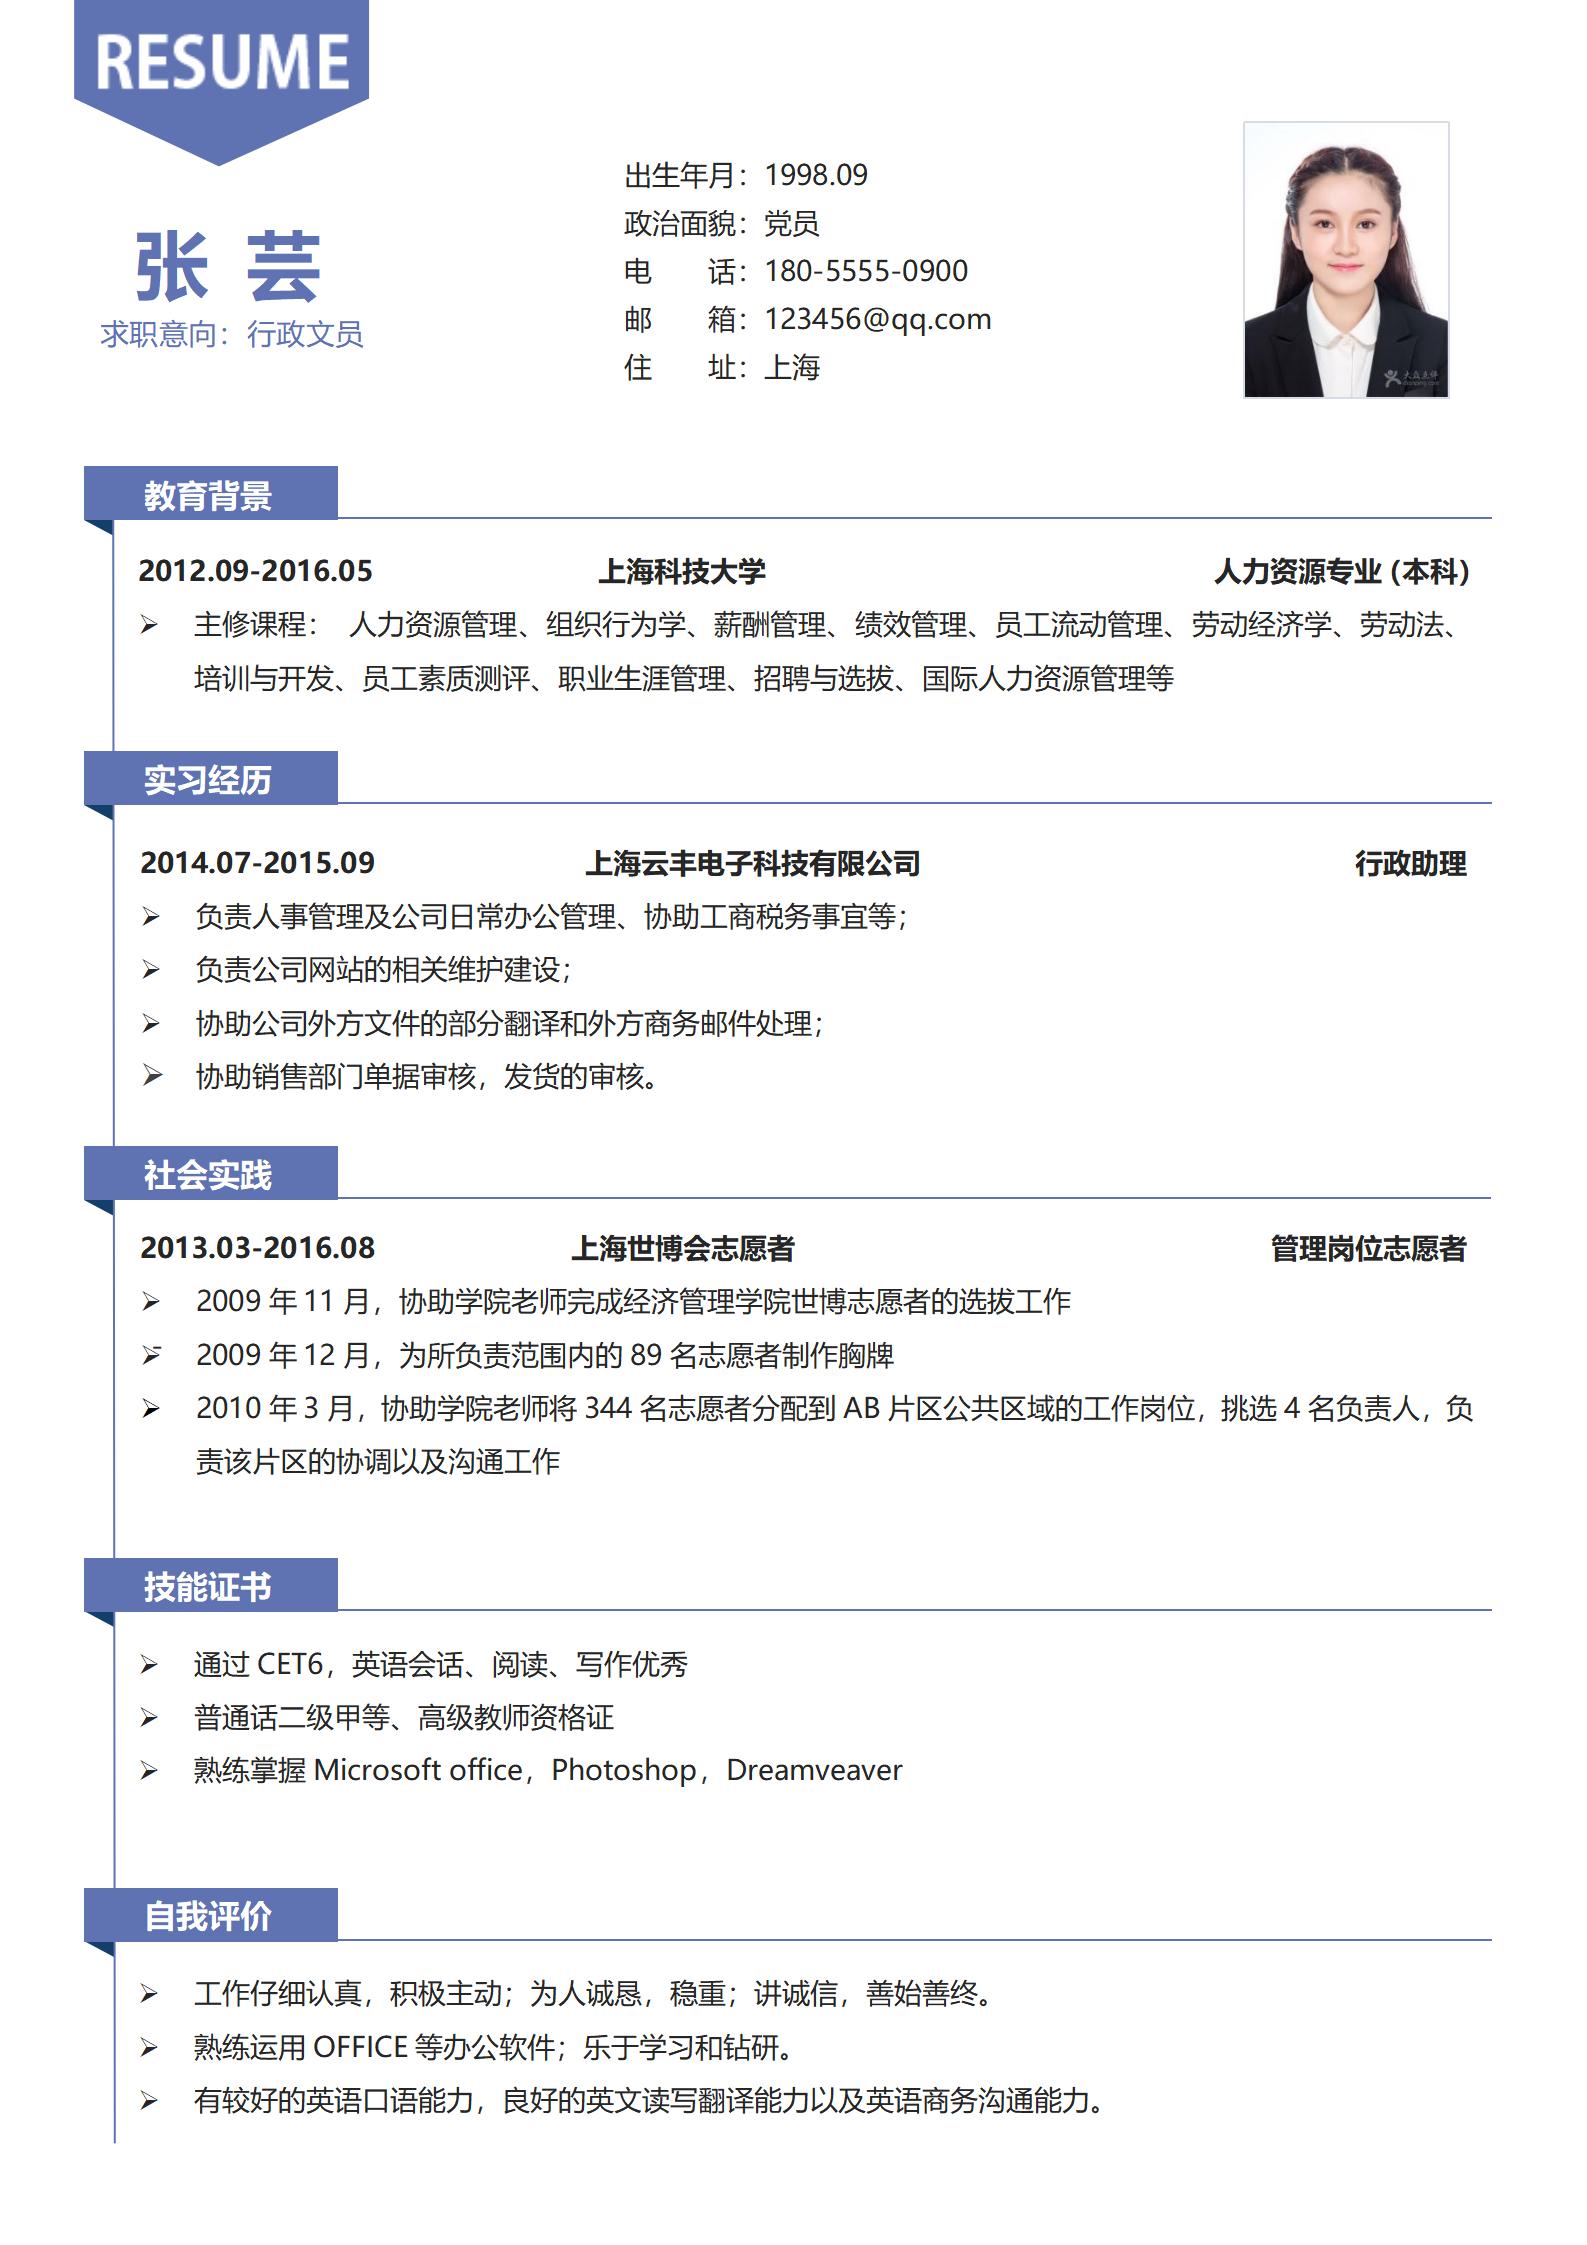 RESUME
张 芸
求职意向：行政文员
出生年月：1998.09
政治面貌：党员
电 话：180-5555-0900
邮 箱：123456@qq.com
住 址：上海
大众点评
dianping.com
教育背景
2012.09-2016.05 上海科技大学 人力资源专业（本科）
主修课程： 人力资源管理、组织行为学、薪酬管理、绩效管理、员工流动管理、劳动经济学、劳动法、
培训与开发、员工素质测评、职业生涯管理、招聘与选拔、国际人力资源管理等
实习经历
2014.07-2015.09 上海云丰电子科技有限公司 行政助理
负责人事管理及公司日常办公管理、协助工商税务事宜等；
负责公司网站的相关维护建设；
协助公司外方文件的部分翻译和外方商务邮件处理；
协助销售部门单据审核，发货的审核。
社会实践
2013.03-2016.08 上海世博会志愿者 管理岗位志愿者
2009 年 11 月，协助学院老师完成经济管理学院世博志愿者的选拔工作
2009 年 12 月，为所负责范围内的 89 名志愿者制作胸牌
2010 年 3 月，协助学院老师将 344 名志愿者分配到 AB 片区公共区域的工作岗位，挑选 4 名负责人，负
责该片区的协调以及沟通工作
技能证书
通过 CET6，英语会话、阅读、写作优秀
普通话二级甲等、高级教师资格证
熟练掌握 Microsoft office，Photoshop，Dreamveaver
自我评价
工作仔细认真，积极主动；为人诚恳，稳重；讲诚信，善始善终。
熟练运用 OFFICE 等办公软件；乐于学习和钻研。
有较好的英语口语能力，良好的英文读写翻译能力以及英语商务沟通能力。